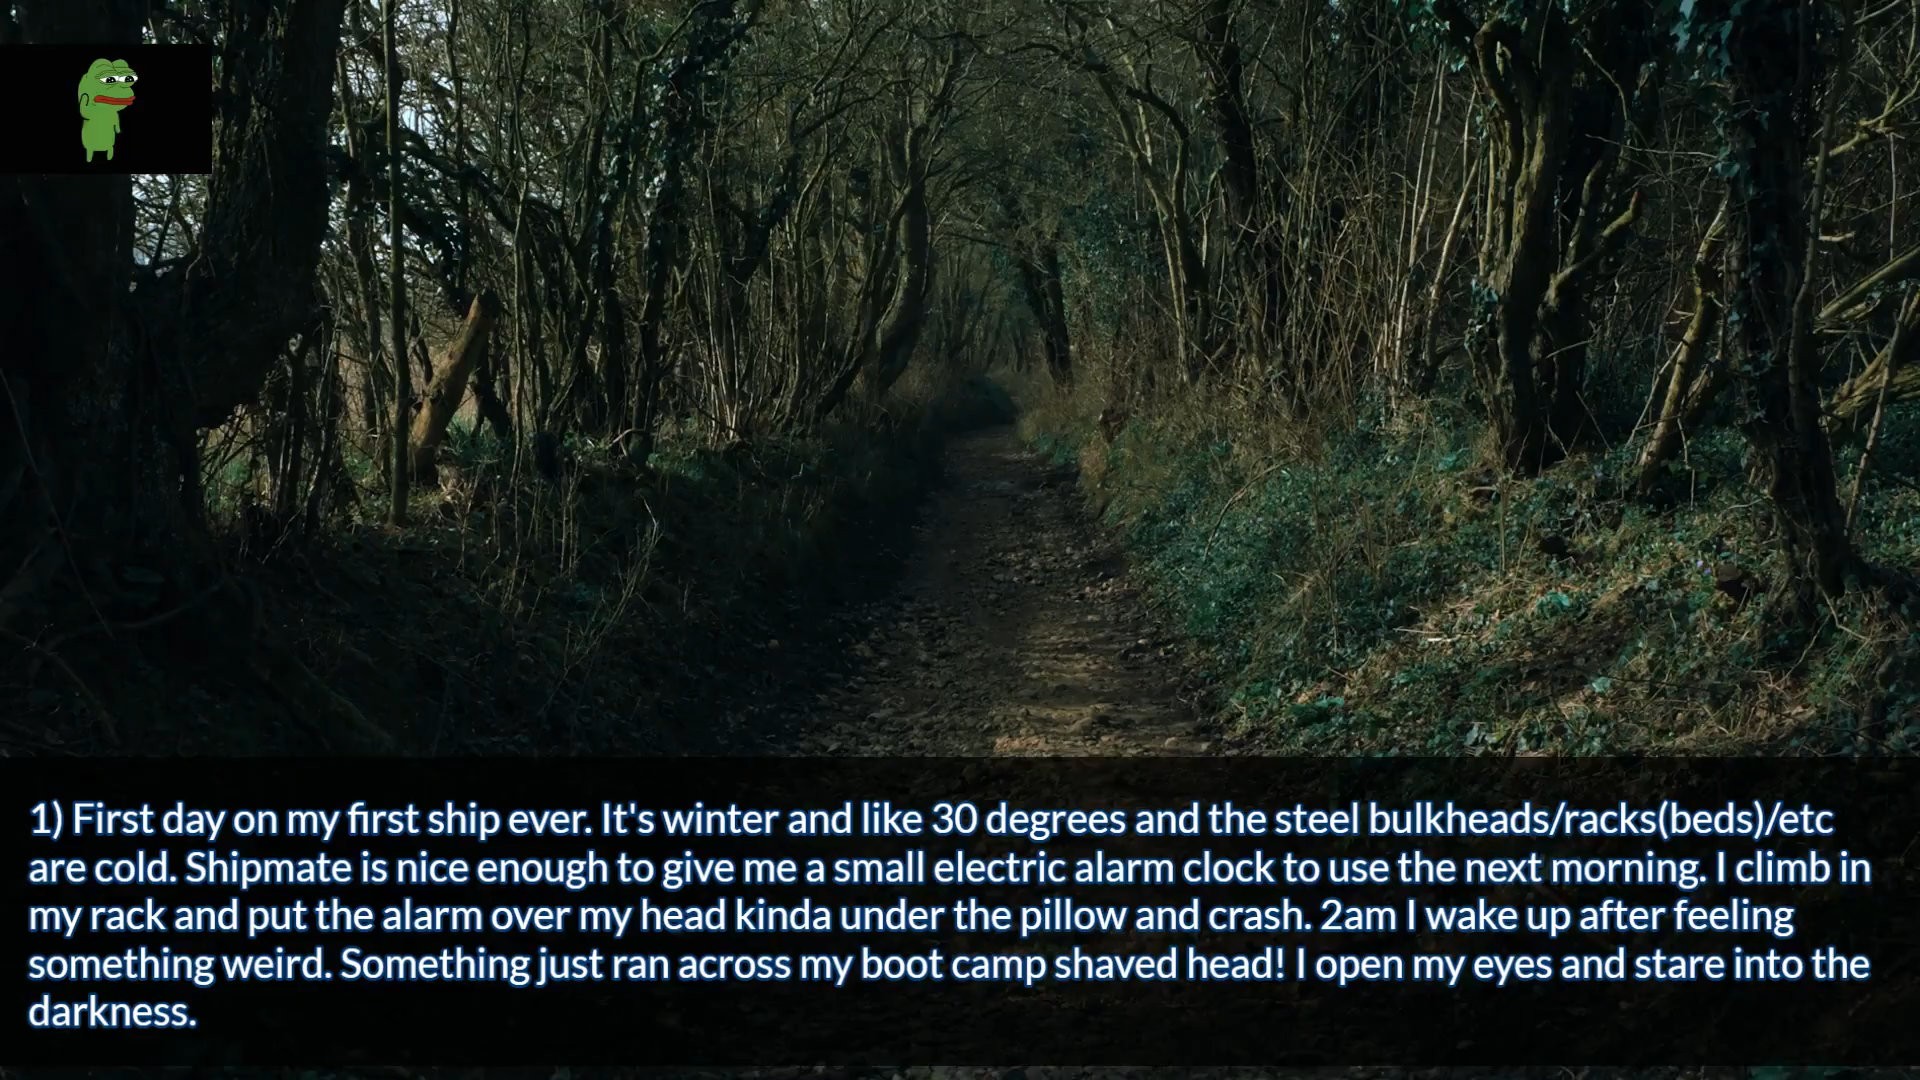 1) First day on my first ship ever. It's winter and like 30 degrees and the steel bulkheads/racks(beds)/etc
are cold. Shipmate is nice enough to give me a small electric alarm clock to use the next morning. I climb in
my rack and put the alarm over my head kinda under the pillow and crash. 2am I wake up after feeling
something weird. Something just ran across my boot camp shaved head! I open my eyes and stare into the
darkness.